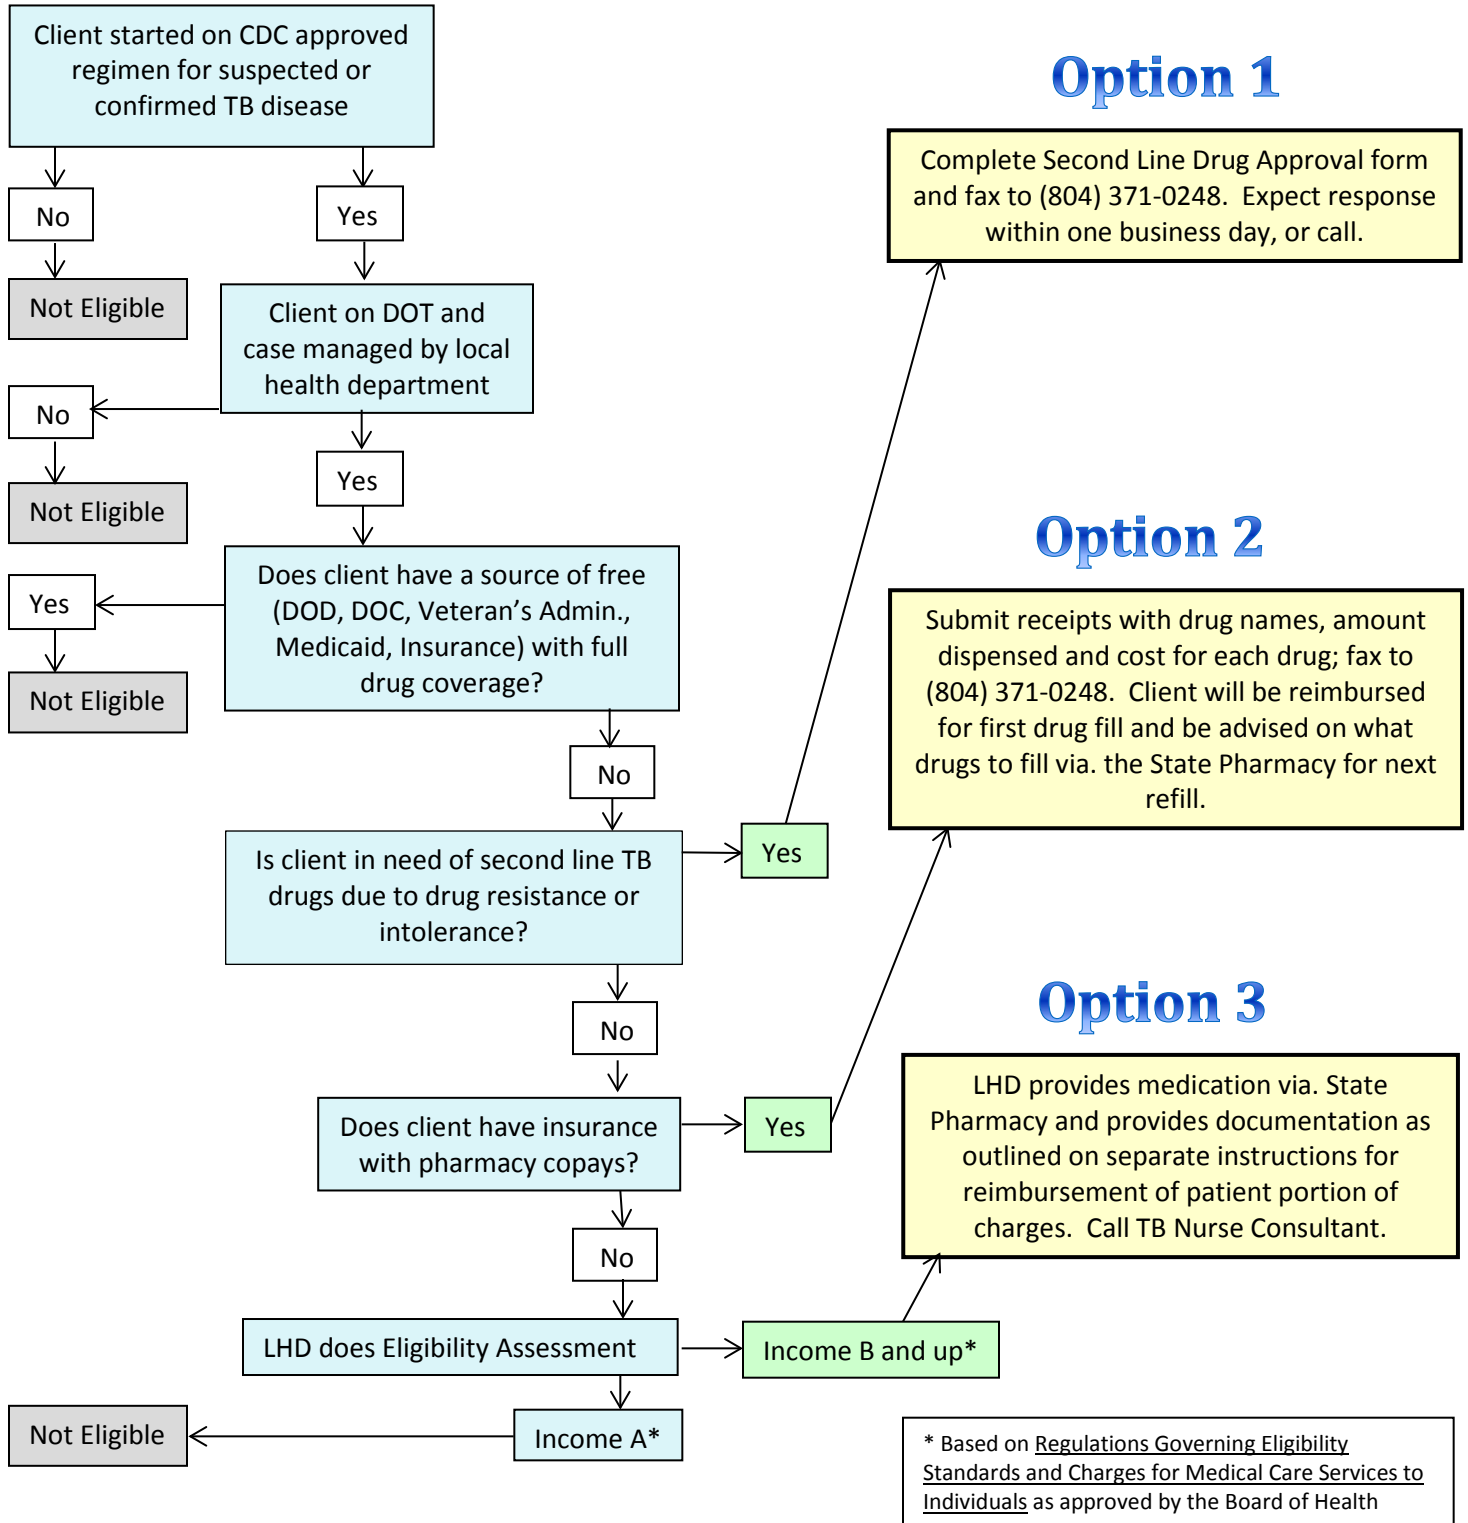 Client started on CDC approved
regimen for suspected or
confirmed TB disease
No
Yes
Not Eligible
Client on DOT and
case managed by local
health department
No
Not Eligible
Yes
Does client have a source of free
(DOD, DOC, Veteran's Admin.,
Medicaid, Insurance) with full
drug coverage?
Yes
Not Eligible
No
Is client in need of second line TB
drugs due to drug resistance or
intolerance?
Yes
No
Does client have insurance
with pharmacy copays?
Yes
No
LHD does Eligibility Assessment
Income B and up*
Income A*
Not Eligible
Option 1
Complete Second Line Drug Approval form
and fax to (804) 371-0248.  Expect response
within one business day, or call.
Option 2
Submit receipts with drug names, amount
dispensed and cost for each drug; fax to
(804) 371-0248.  Client will be reimbursed
for first drug fill and be advised on what
drugs to fill via. the State Pharmacy for next
refill.
Option 3
LHD provides medication via. State
Pharmacy and provides documentation as
outlined on separate instructions for
reimbursement of patient portion of
charges.  Call TB Nurse Consultant.
* Based on Regulations Governing Eligibility
Standards and Charges for Medical Care Services to
Individuals as approved by the Board of Health